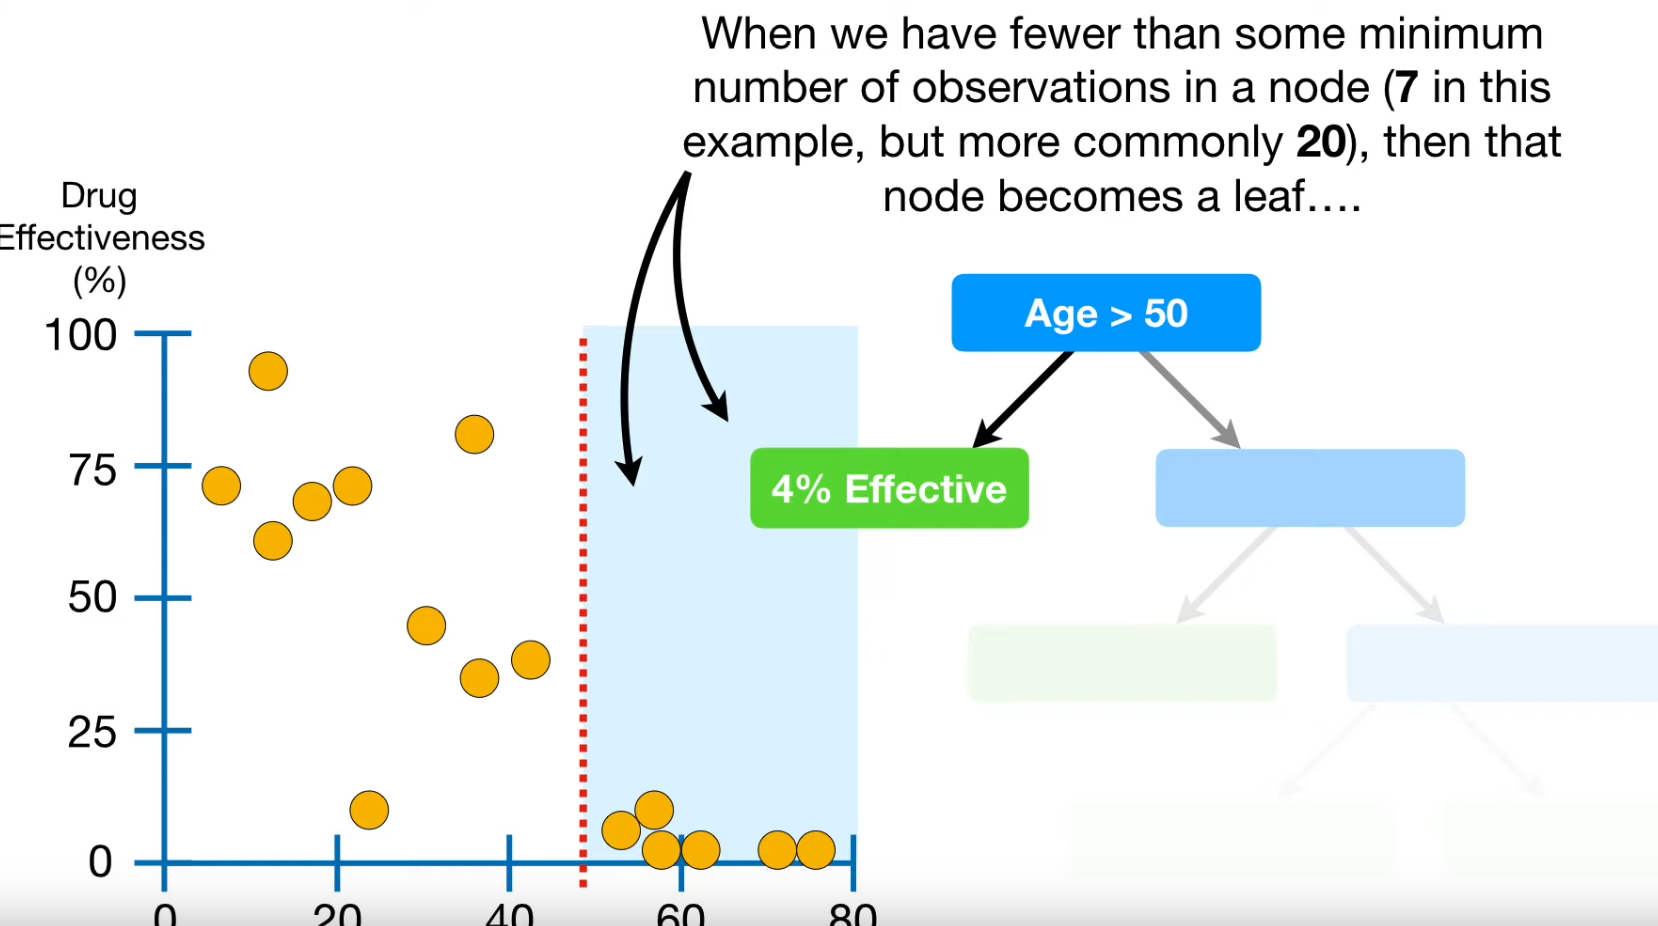 When we have fewer than some minimum
number of observations in a node (7 in this
example, but more commonly 20), then that
node becomes a leaf….
Drug
Effectiveness
(%)
100
75
50
25
0
0
20
40
60
80
Age > 50
4% Effective